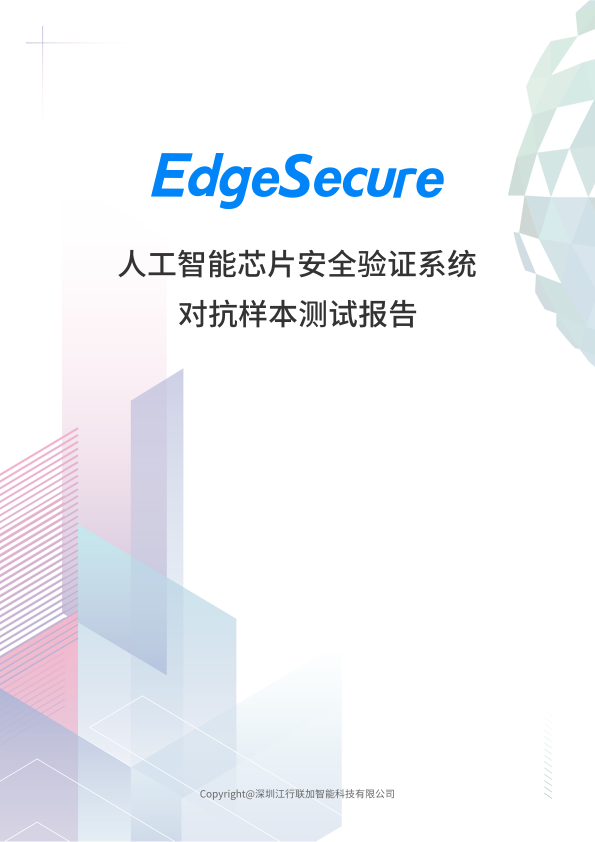 EdgeSecure
人工智能芯片安全验证系统
对抗样本测试报告
Copyright@深圳江行联加智能科技有限公司